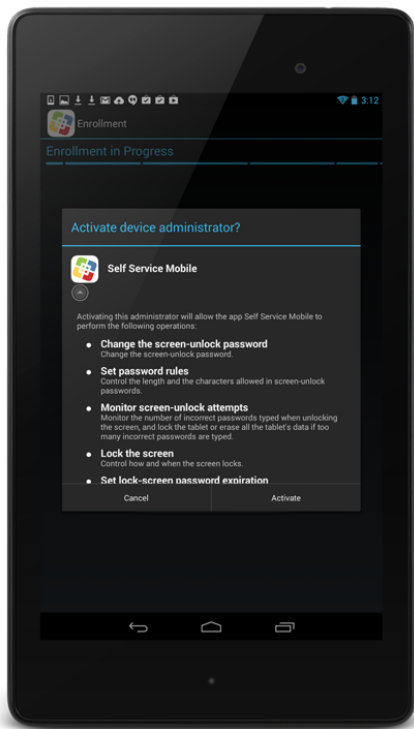 3:12
Enrollment
Enrollment in Progress
Activate device administrator?
Self Service Mobile
Activating this administrator will allow the app Self Service Mobile to
perform the following operations:
Change the screen-unlock password
Change the screen-unlock password.
Set password rules
Control the length and the characters allowed in screen-unlock
passwords.
Monitor screen-unlock attempts
Monitor the number of incorrect passwords typed when unlocking
the screen, and lock the tablet or erase all the tablet's data if too
many incorrect passwords are typed.
Lock the screen
Control how and when the screen locks.
Set lock-screen password expiration
Cancel
Activate